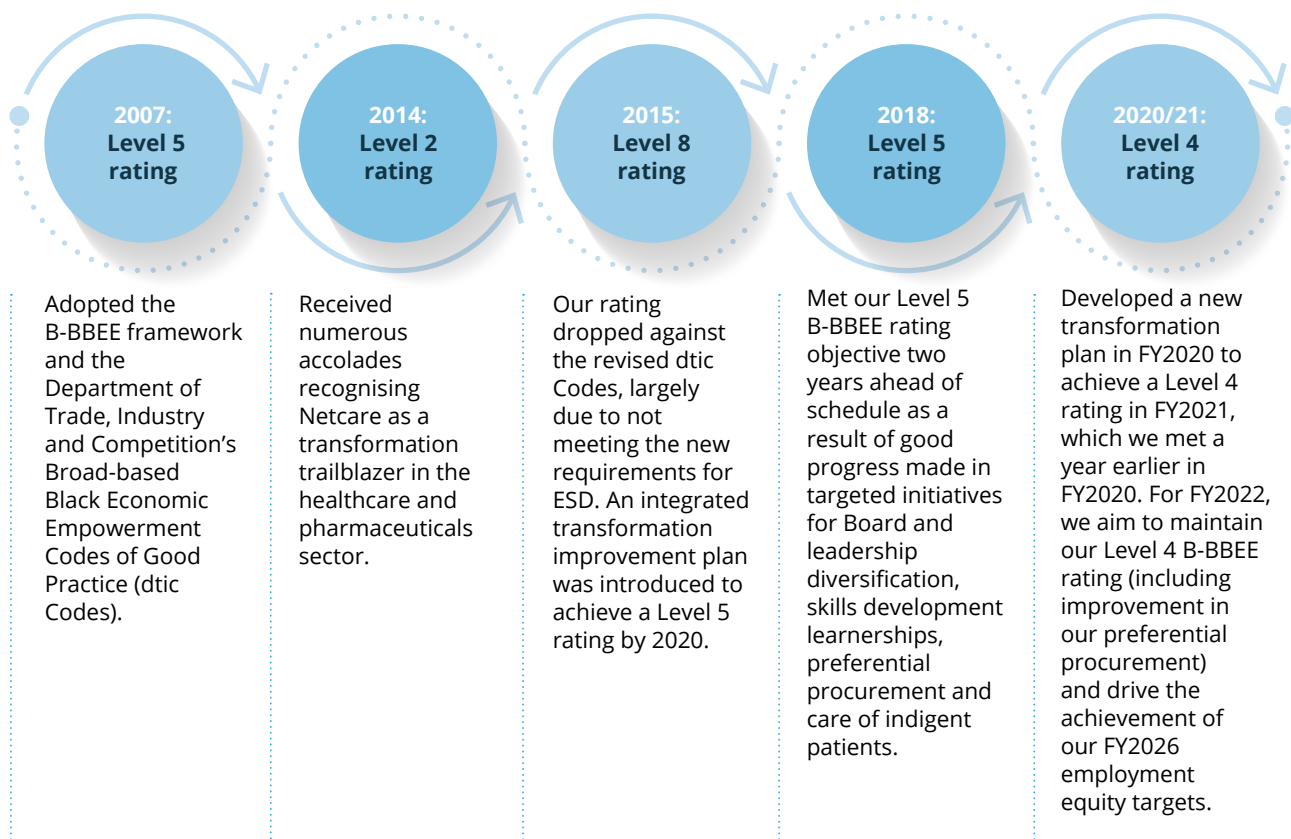 2007:
Level 5
rating
Adopted the
B-BBEE framework
and the
Department of
Trade, Industry
and Competition’s
Broad-based
Black Economic
Empowerment
Codes of Good
Practice (dtic
Codes).
2014:
Level 2
rating
Received
numerous
accolades
recognising
Netcare as a
transformation
trailblazer in the
healthcare and
pharmaceuticals
sector.
2015:
Level 8
rating
Our rating
dropped against
the revised dtic
Codes, largely
due to not
meeting the new
requirements for
ESD. An integrated
transformation
improvement plan
was introduced to
achieve a Level 5
rating by 2020.
2018:
Level 5
rating
Met our Level 5
B-BBEE rating
objective two
years ahead of
schedule as a
result of good
progress made in
targeted initiatives
for Board and
leadership
diversification,
skills development
learnerships,
preferential
procurement and
care of indigent
patients.
2020/21:
Level 4
rating
Developed a new
transformation
plan in FY2020 to
achieve a Level 4
rating in FY2021,
which we met a
year earlier in
FY2020. For FY2022,
we aim to maintain
our Level 4 B-BBEE
rating (including
improvement in
our preferential
procurement)
and drive the
achievement of
our FY2026
employment
equity targets.